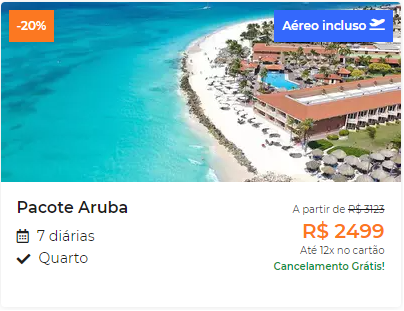 -20%
Aéreo incluso
Pacote Aruba
7 diárias
Quarto
A partir de R$ 3123
R$ 2499
Até 12x no cartão
Cancelamento Grátis!